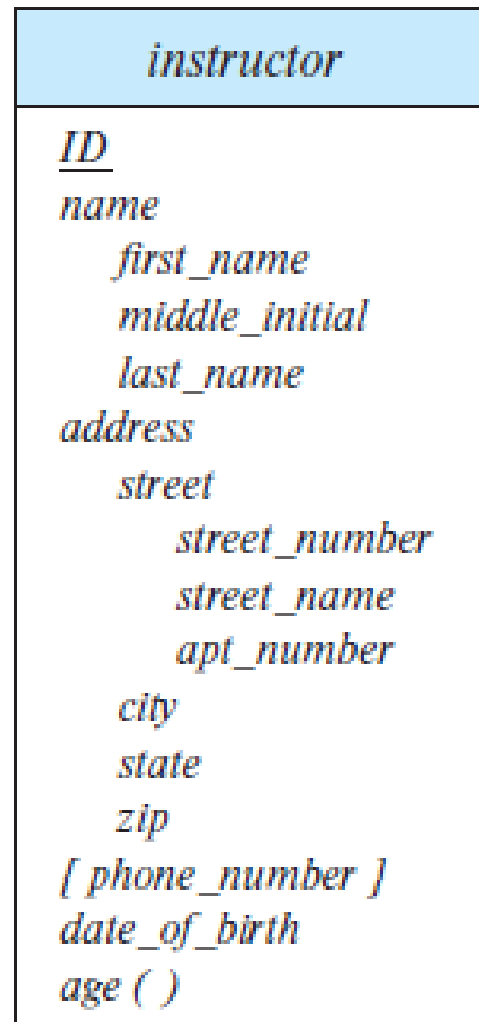 instructor
ID
name
first_name
middle_initial
last_name
address
street
street_number
street_name
apt_number
city
state
zip
[ phone_number ]
date_of_birth
age ( )